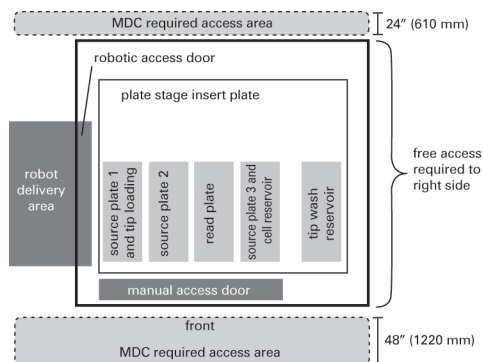 MDC required access area
24” (610 mm)
robotic access door
plate stage insert plate
robot
delivery
area
source plate 1
and tip loading
source plate 2
read plate
source plate 3 and
cell reservoir
tip wash
reservoir
free access
required to
right side
manual access door
front
MDC required access area
48” (1220 mm)